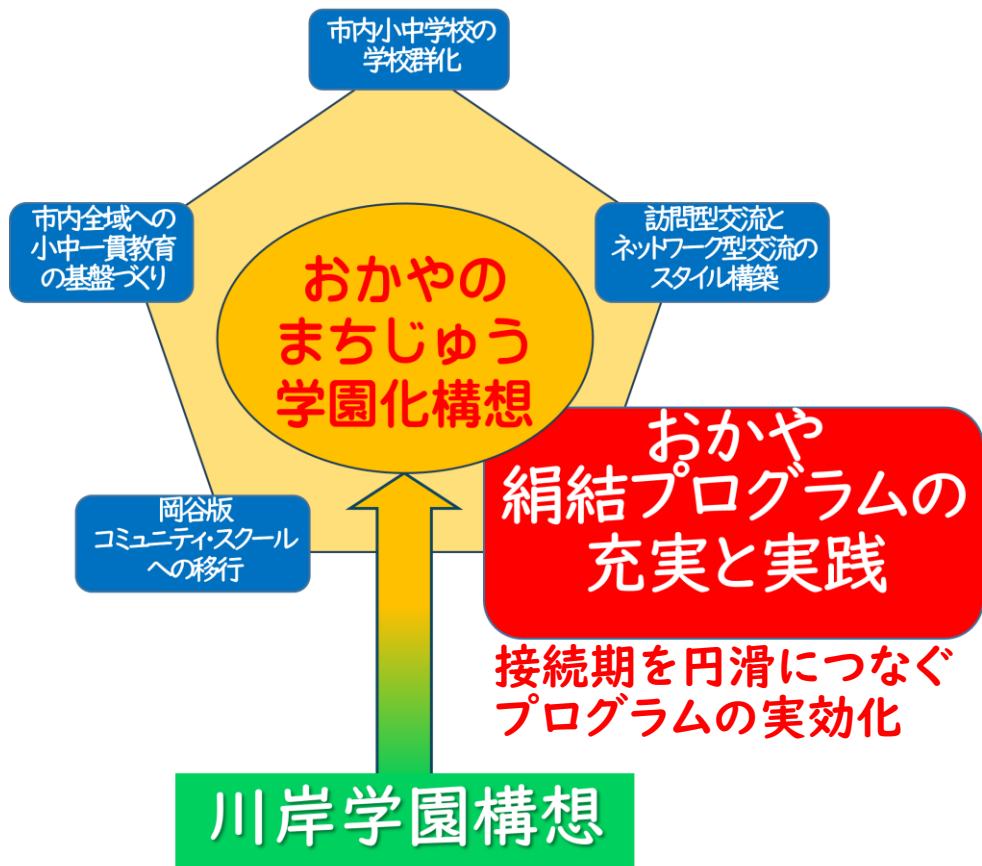 市内小中学校の
学校群化
市内全域への
小中一貫教育
の基盤づくり
訪問型交流と
ネットワーク型交流の
スタイル構築
おかやの
まちじゅう
学園化構想
おかや
絹結プログラムの
充実と実践
岡谷版
コミュニティ・スクール
への移行
接続期を円滑につなぐ
プログラムの実効化
川岸学園構想